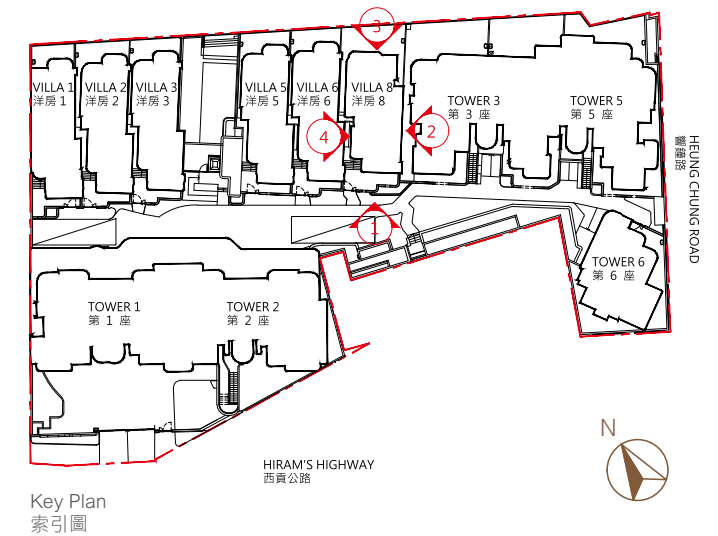 3
VILLA 1
洋房 1
VILLA 2
洋房 2
VILLA 3
洋房 3
VILLA 5
洋房 5
VILLA 6
洋房 6
VILLA 8
洋房 8
TOWER 3
第 3 座
TOWER 5
第 5 座
4
2
HEUNG CHUNG ROAD
響鐘路
1
TOWER 6
第 6 座
TOWER 1
第 1 座
TOWER 2
第 2 座
N
HIRAM'S HIGHWAY
西貢公路
Key Plan
索引圖